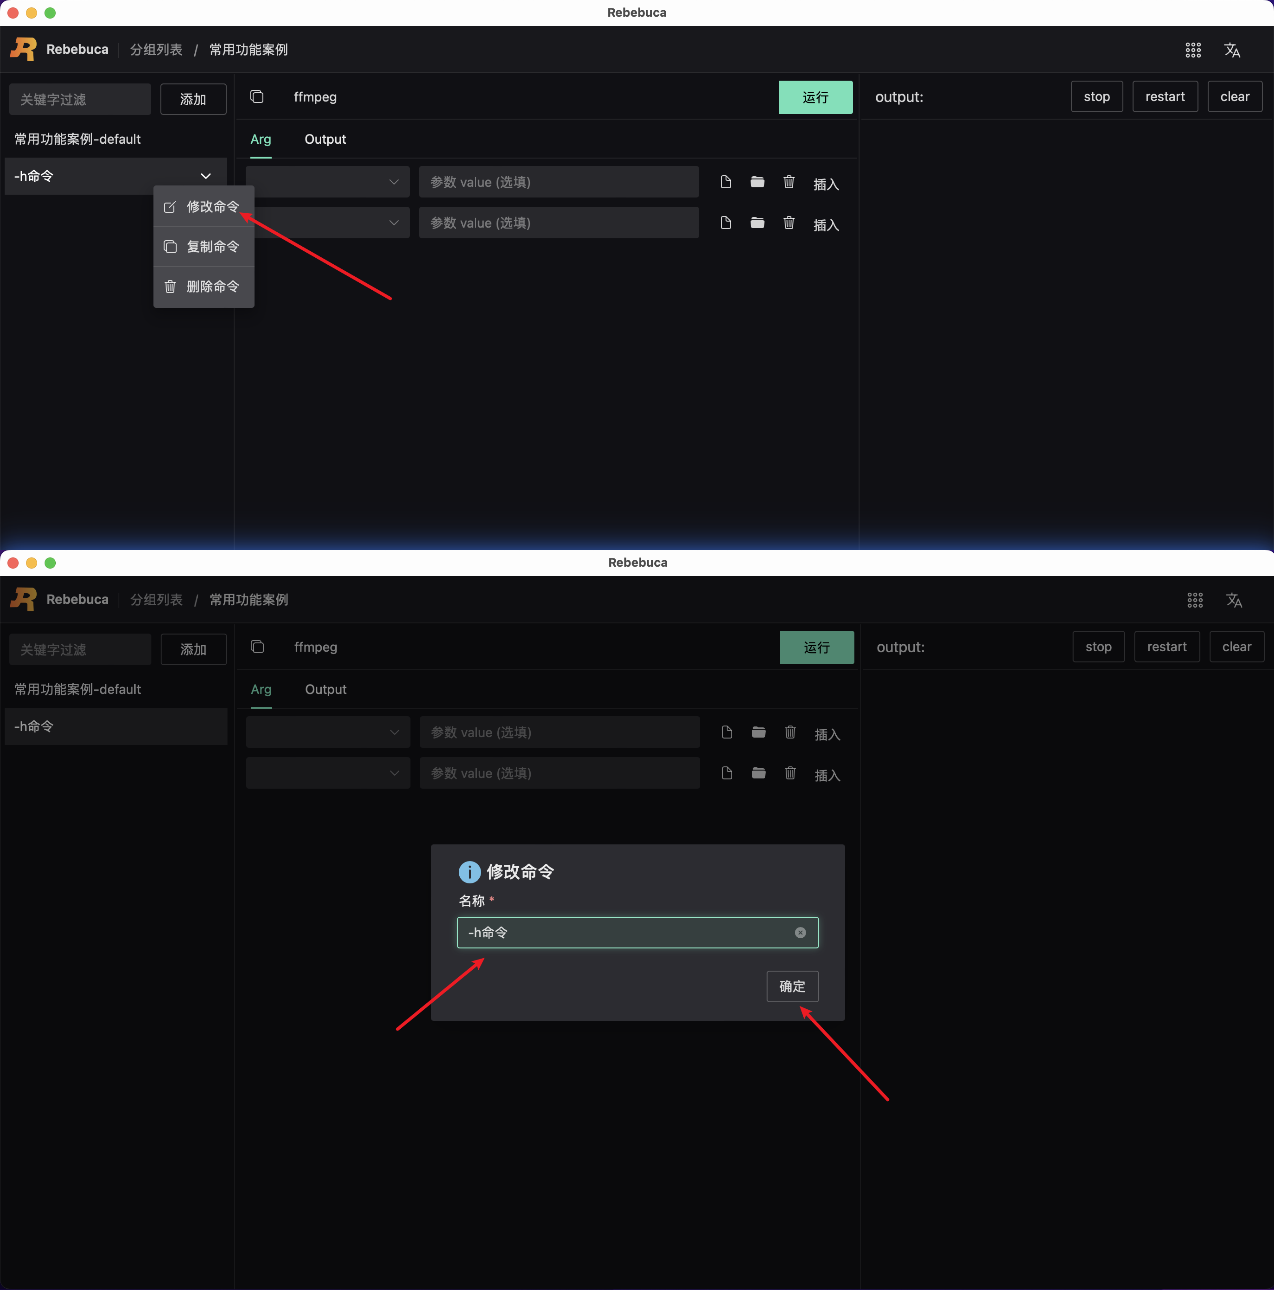 Rebebuca
Rebebuca 分组列表 / 常用功能案例
关键字过滤 添加 ffmpeg 运行 output: stop restart clear
常用功能案例-default Arg Output
-h命令 参数 value (选填) 插入
修改命令 参数 value (选填) 插入
复制命令
删除命令
Rebebuca
Rebebuca 分组列表 / 常用功能案例
关键字过滤 添加 ffmpeg 运行 output: stop restart clear
常用功能案例-default Arg Output
-h命令 参数 value (选填) 插入
参数 value (选填) 插入
修改命令
名称 *
-h命令
确定